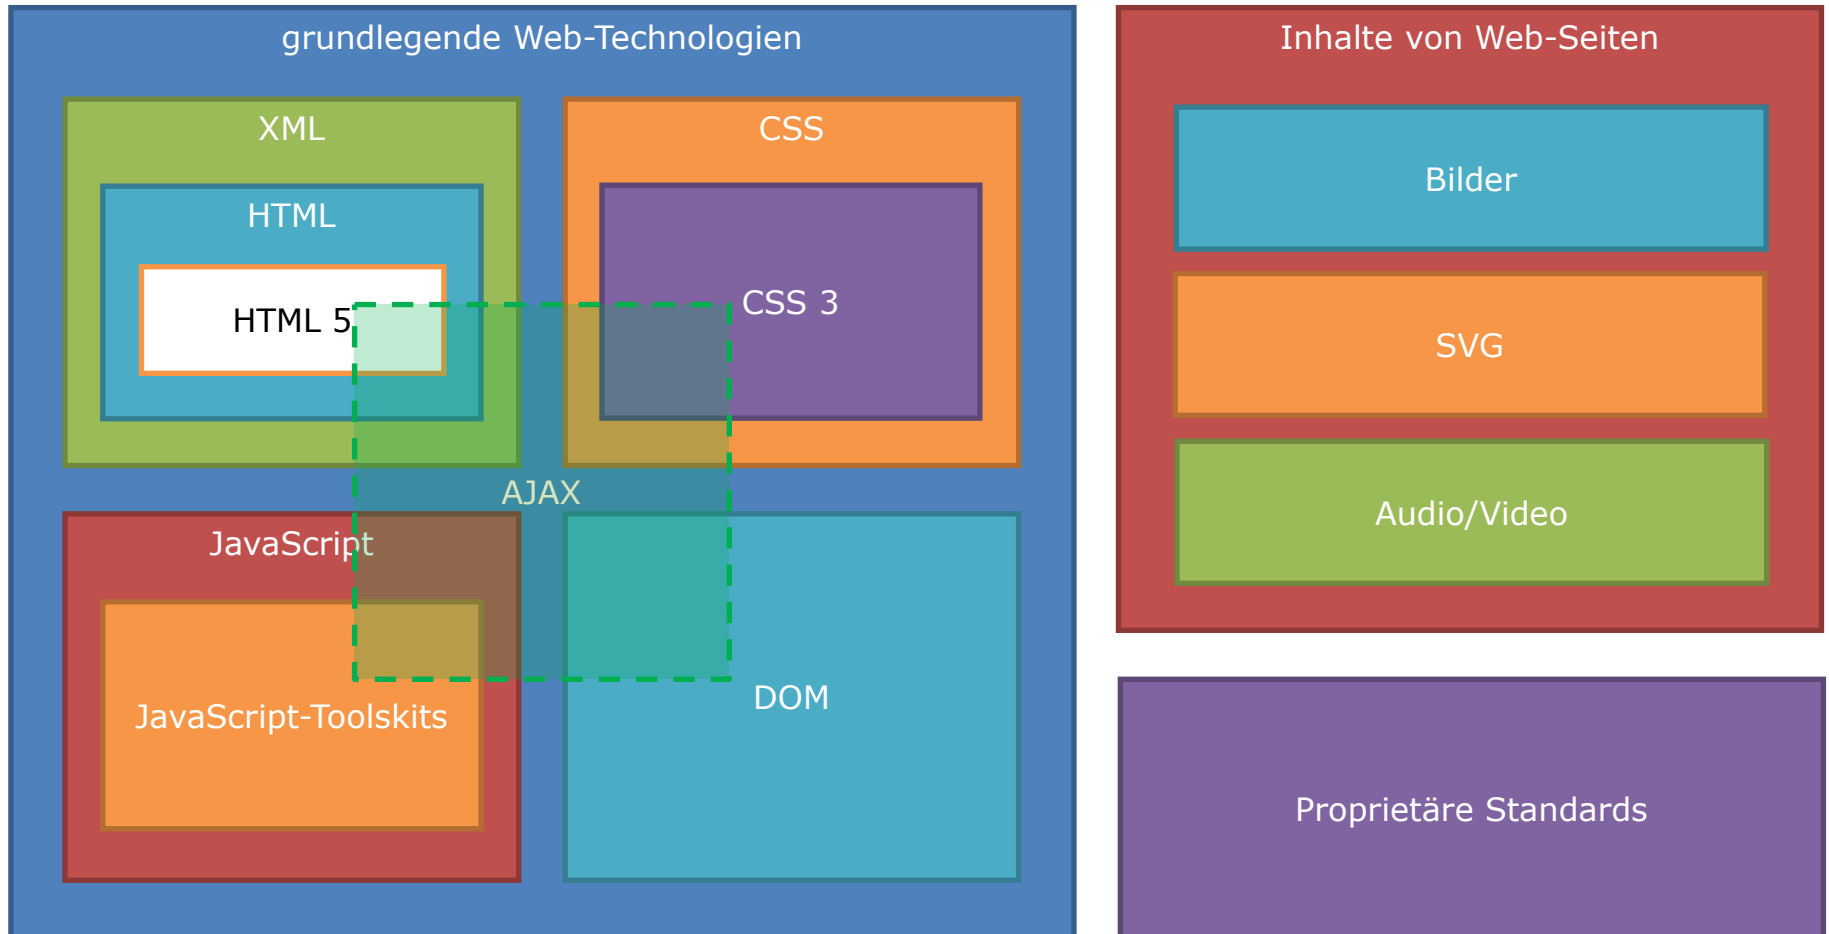 grundlegende Web-Technologien
XML
HTML
HTML 5
CSS
CSS 3
AJAX
JavaScript
JavaScript-Toolskits
DOM
Inhalte von Web-Seiten
Bilder
SVG
Audio/Video
Proprietäre Standards